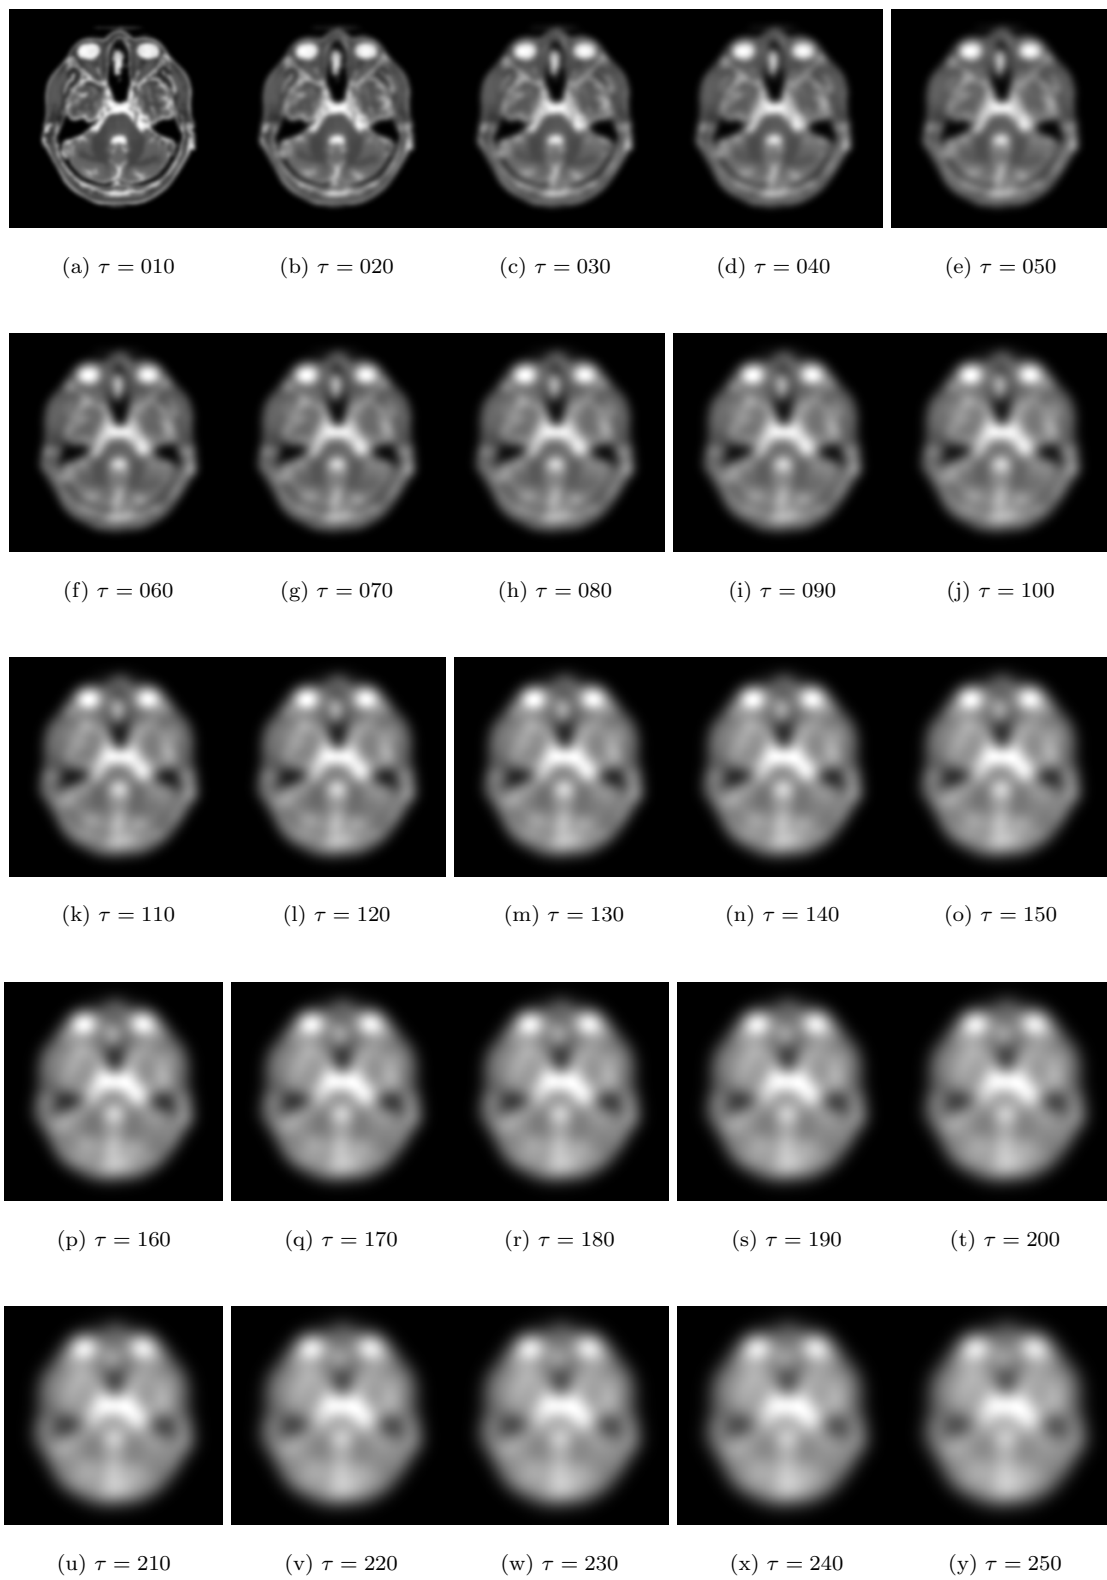 (a) τ = 010 (b) τ = 020 (c) τ = 030 (d) τ = 040 (e) τ = 050
(f) τ = 060 (g) τ = 070 (h) τ = 080 (i) τ = 090 (j) τ = 100
(k) τ = 110 (l) τ = 120 (m) τ = 130 (n) τ = 140 (o) τ = 150
(p) τ = 160 (q) τ = 170 (r) τ = 180 (s) τ = 190 (t) τ = 200
(u) τ = 210 (v) τ = 220 (w) τ = 230 (x) τ = 240 (y) τ = 250